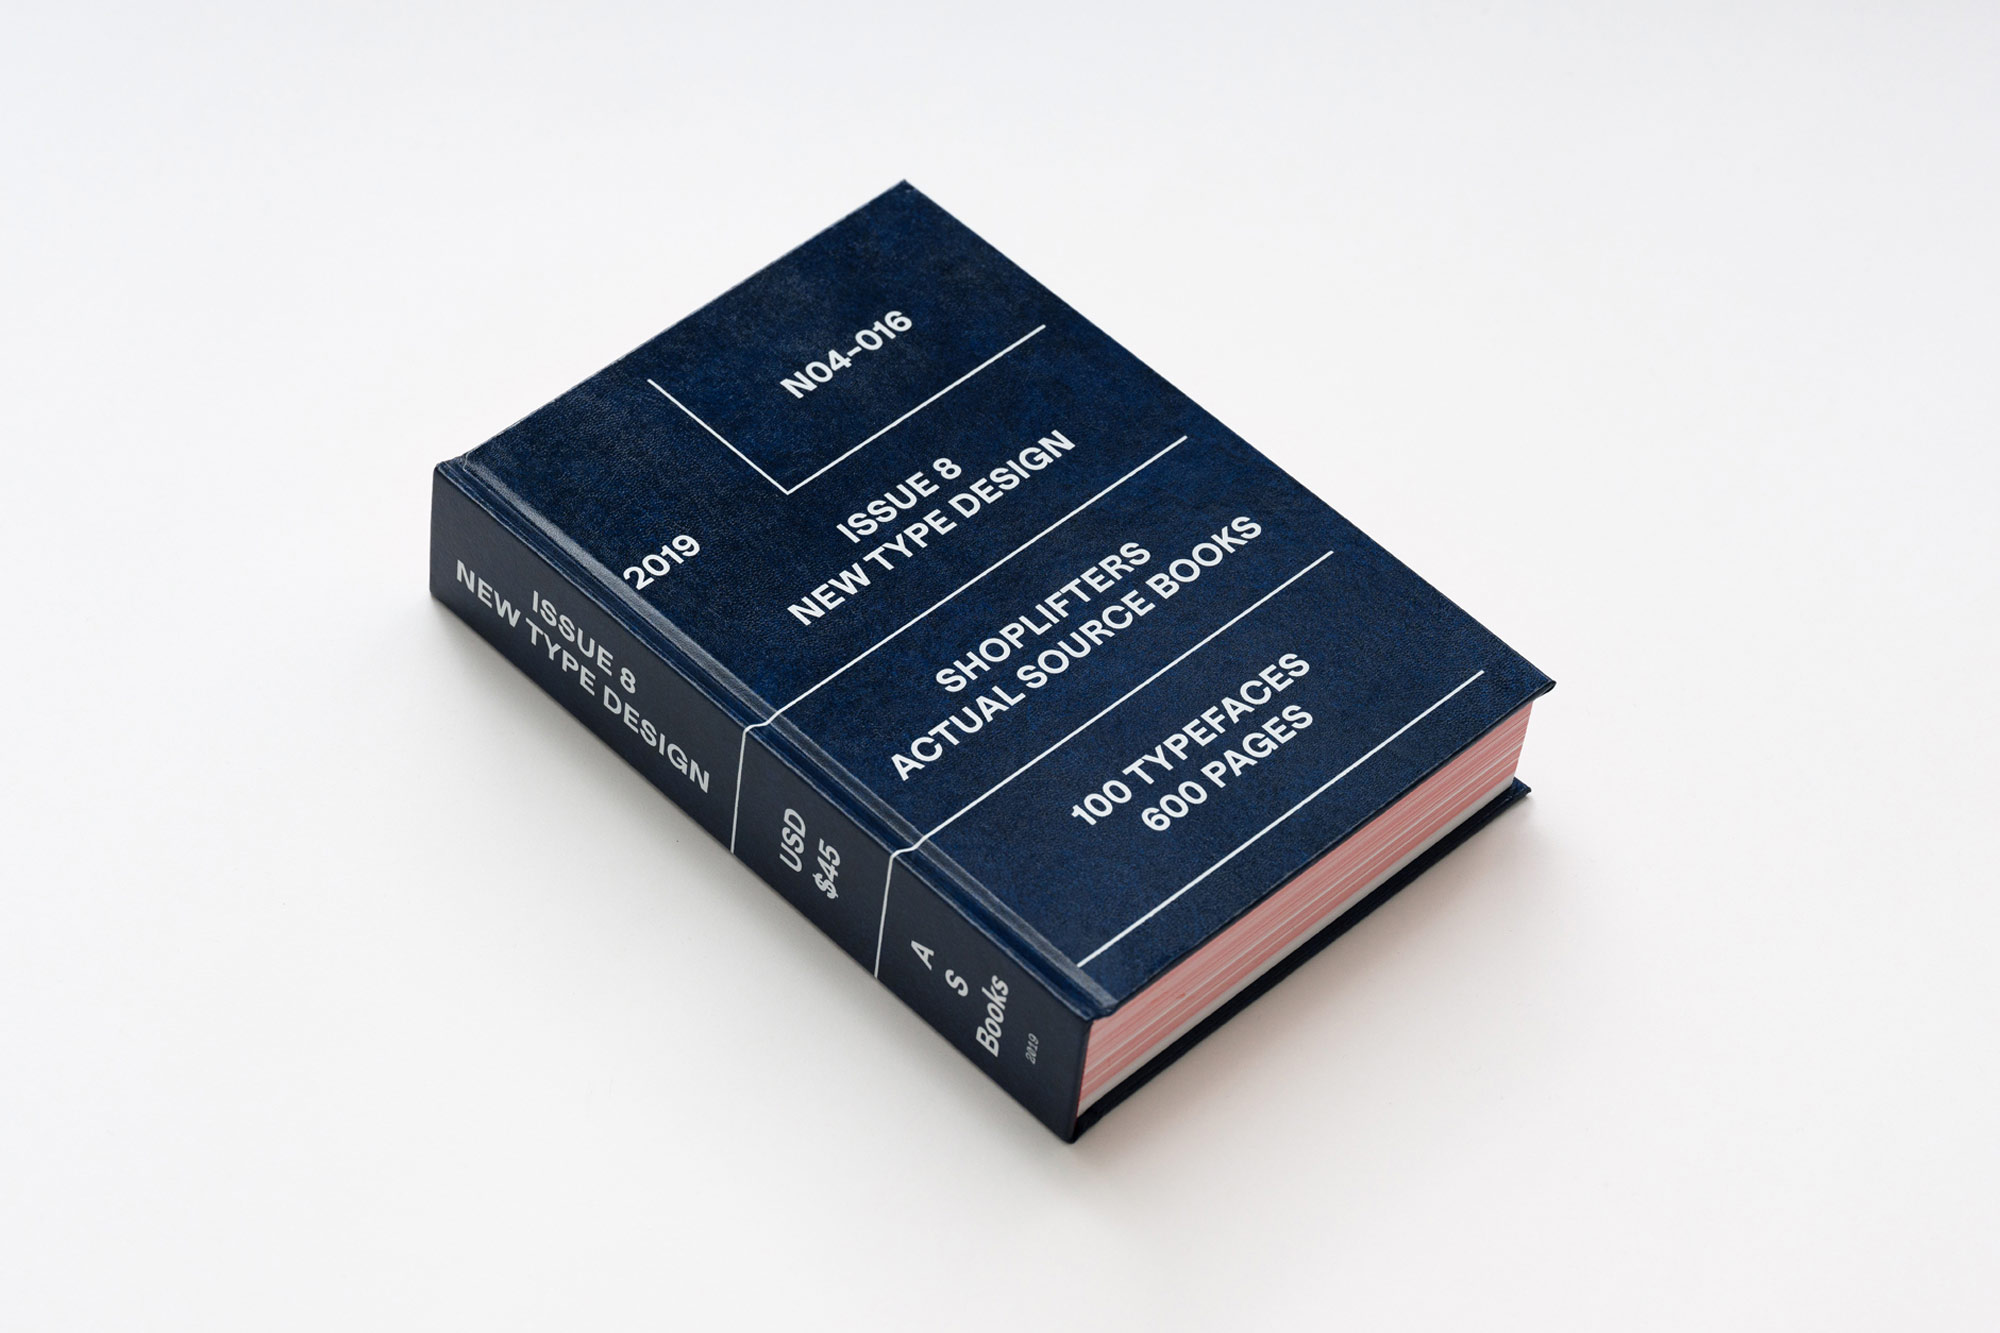 N04–016
2019
ISSUE 8
NEW TYPE DESIGN
SHOPLIFTERS
ACTUAL SOURCE BOOKS
100 TYPEFACES
600 PAGES
ISSUE 8
NEW TYPE DESIGN
USD
$45
A
S
Books
2019